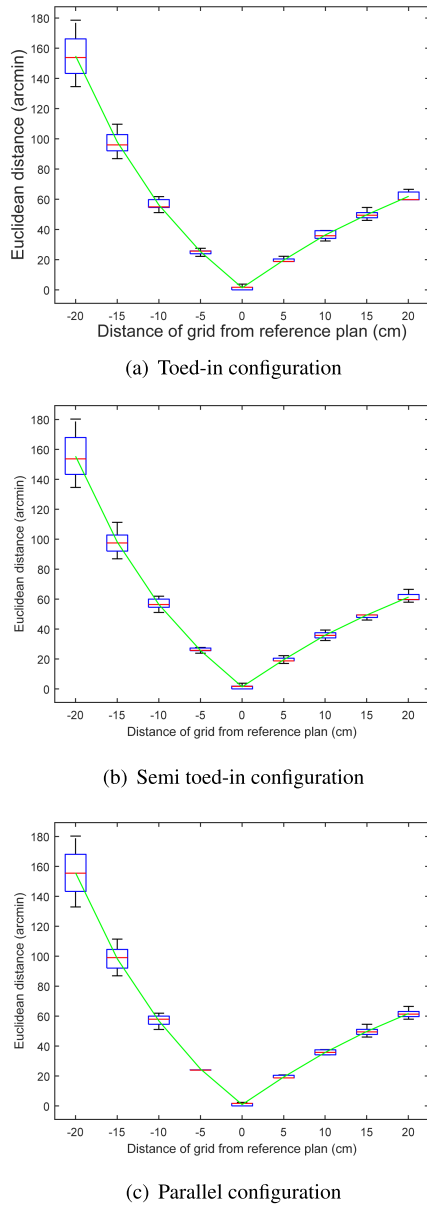 180
160
140
120
100
80
60
40
20
0
Euclidean distance (arcmin)
-20 -15 -10 -5 0 5 10 15 20
Distance of grid from reference plan (cm)
(a) Toed-in configuration
180
160
140
120
100
80
60
40
20
0
Euclidean distance (arcmin)
-20 -15 -10 -5 0 5 10 15 20
Distance of grid from reference plan (cm)
(b) Semi toed-in configuration
180
160
140
120
100
80
60
40
20
0
Euclidean distance (arcmin)
-20 -15 -10 -5 0 5 10 15 20
Distance of grid from reference plan (cm)
(c) Parallel configuration